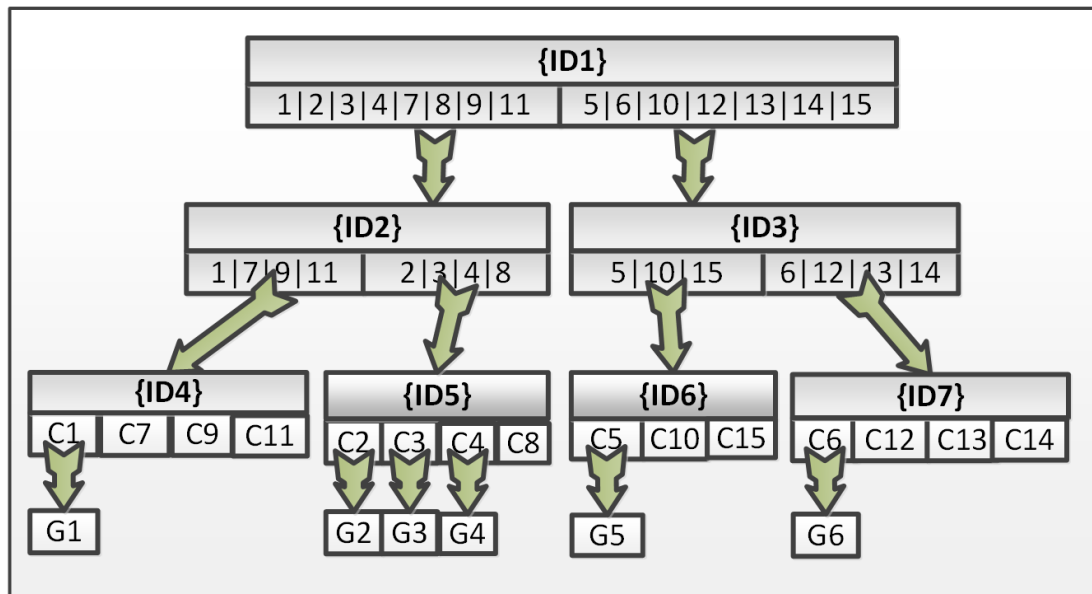 {ID1}
1|2|3|4|7|8|9|11 5|6|10|12|13|14|15
{ID2} {ID3}
1|7|9|11 2|3|4|8 5|10|15 6|12|13|14
{ID4} {ID5} {ID6} {ID7}
C1 C7 C9 C11 C2 C3 C4 C8 C5 C10 C15 C6 C12 C13 C14
G1 G2 G3 G4 G5 G6